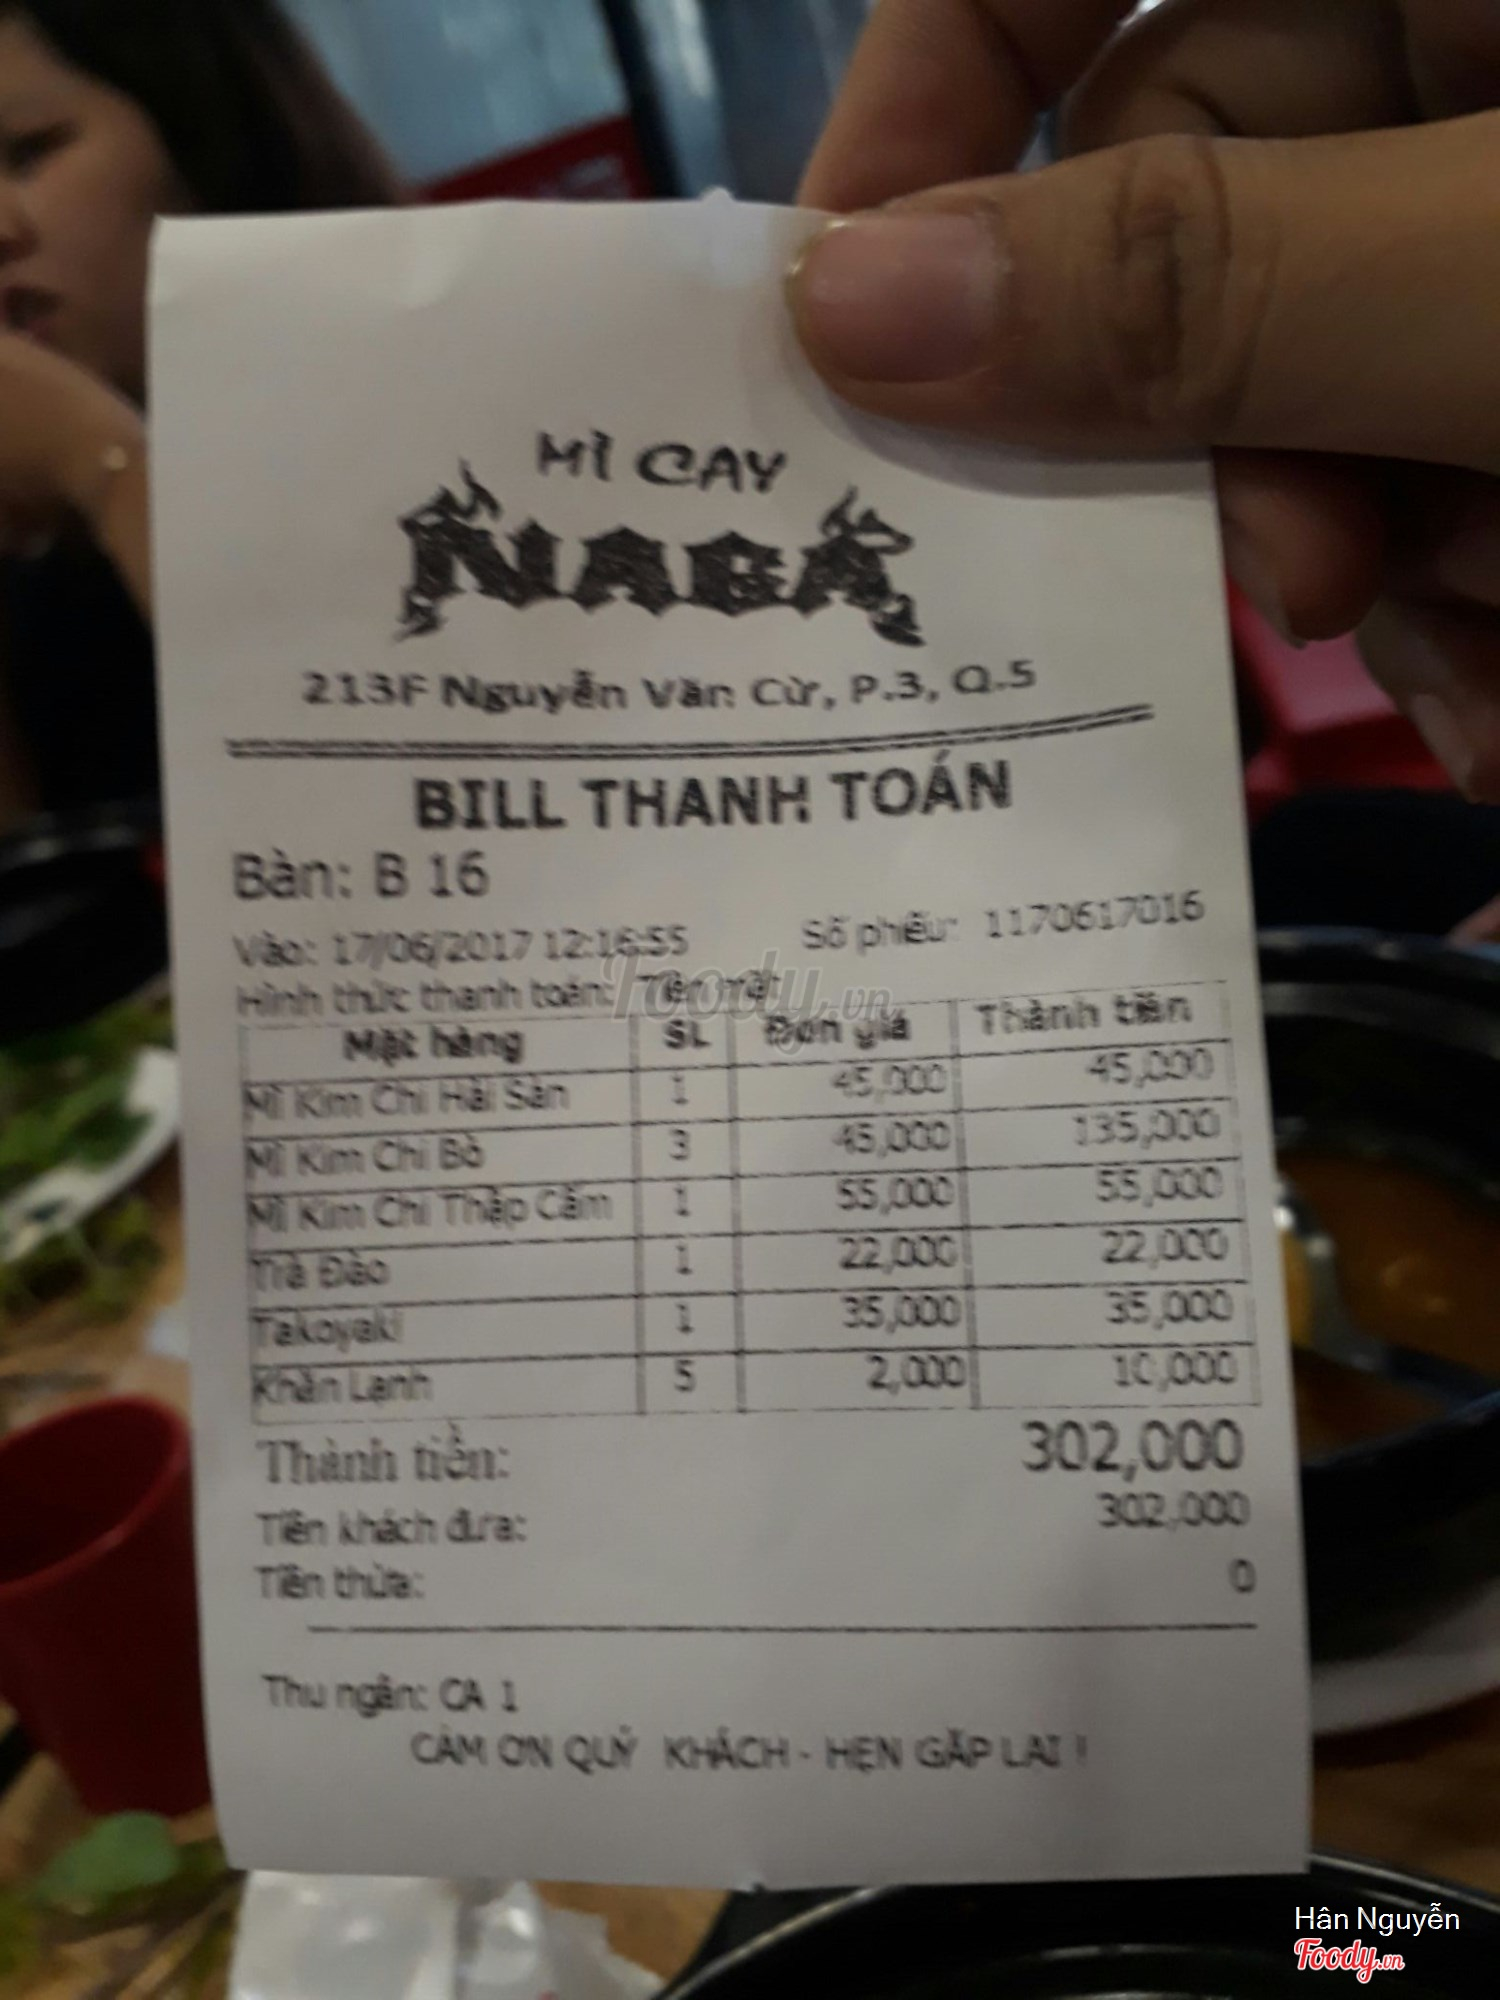 MÌ CAY
NAGA
213F Nguyễn Văn Cừ, P.3, Q.5
BILL THANH TOÁN
Bàn: B 16
Vào: 17/06/2017 12:16:55 Số phiếu: 1170617016
Hình thức thanh toán: Tiền mặt
Mặt hàng SL Đơn giá Thành tiền
Mì Kim Chi Hải Sản 1 45,000 45,000
Mì Kim Chi Bò 3 45,000 135,000
Mì Kim Chi Thập Cẩm 1 55,000 55,000
Trà Đào 1 22,000 22,000
Takoyaki 1 35,000 35,000
Khăn Lạnh 5 2,000 10,000
Thành tiền: 302,000
Tiền khách đưa: 302,000
Tiền thừa: 0
Thu ngân: CA 1
CẢM ƠN QUÝ KHÁCH - HẸN GẶP LẠI !
Foody.vn
Hân Nguyễn
Foody.vn